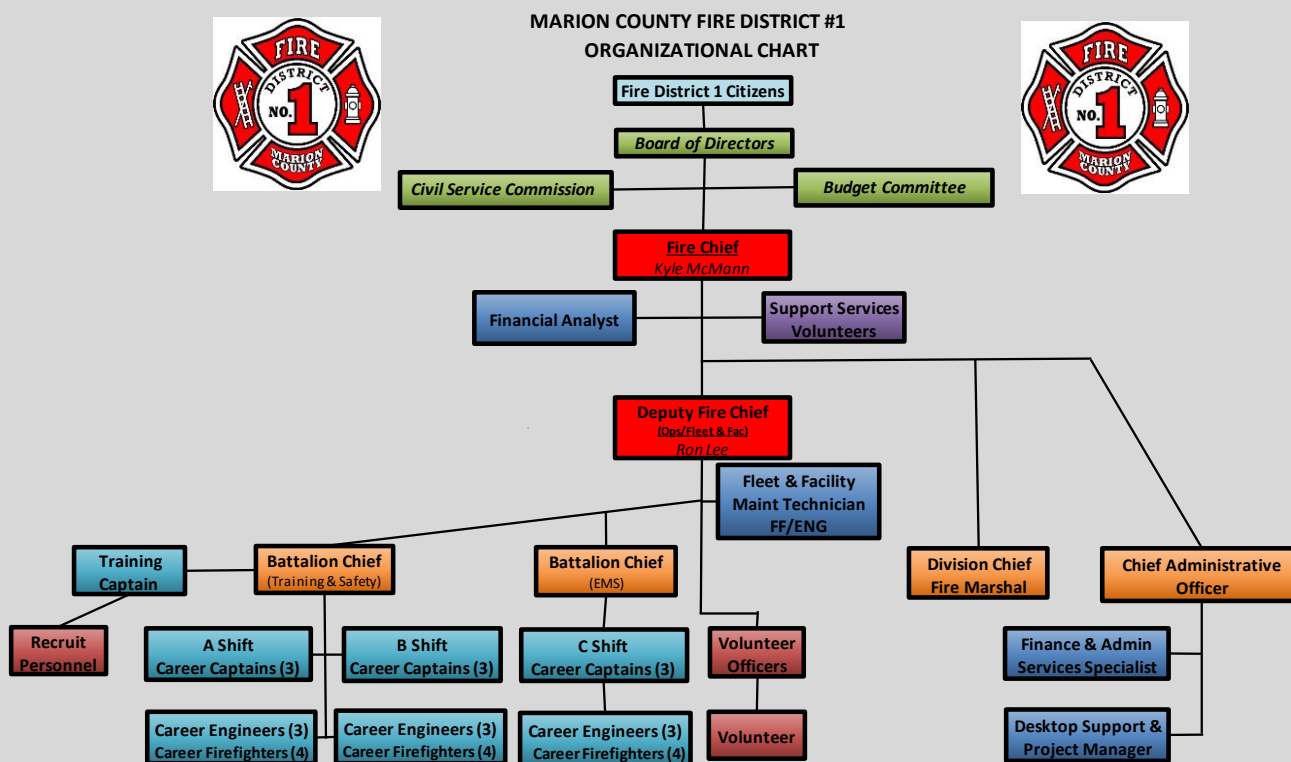 MARION COUNTY FIRE DISTRICT #1
ORGANIZATIONAL CHART
FIRE
DISTRICT
NO. 1
MARION
COUNTY
FIRE
DISTRICT
NO. 1
MARION
COUNTY
Fire District 1 Citizens
Board of Directors
Civil Service Commission
Budget Committee
Fire Chief
Kyle McMann
Financial Analyst
Support Services
Volunteers
Deputy Fire Chief
(Ops/Fleet & Fac)
Ron Lee
Fleet & Facility
Maint Technician
FF/ENG
Training
Captain
Battalion Chief
(Training & Safety)
Battalion Chief
(EMS)
Division Chief
Fire Marshal
Chief Administrative
Officer
Recruit
Personnel
A Shift
Career Captains (3)
B Shift
Career Captains (3)
C Shift
Career Captains (3)
Volunteer
Officers
Finance & Admin
Services Specialist
Career Engineers (3)
Career Firefighters (4)
Career Engineers (3)
Career Firefighters (4)
Career Engineers (3)
Career Firefighters (4)
Volunteer
Desktop Support &
Project Manager